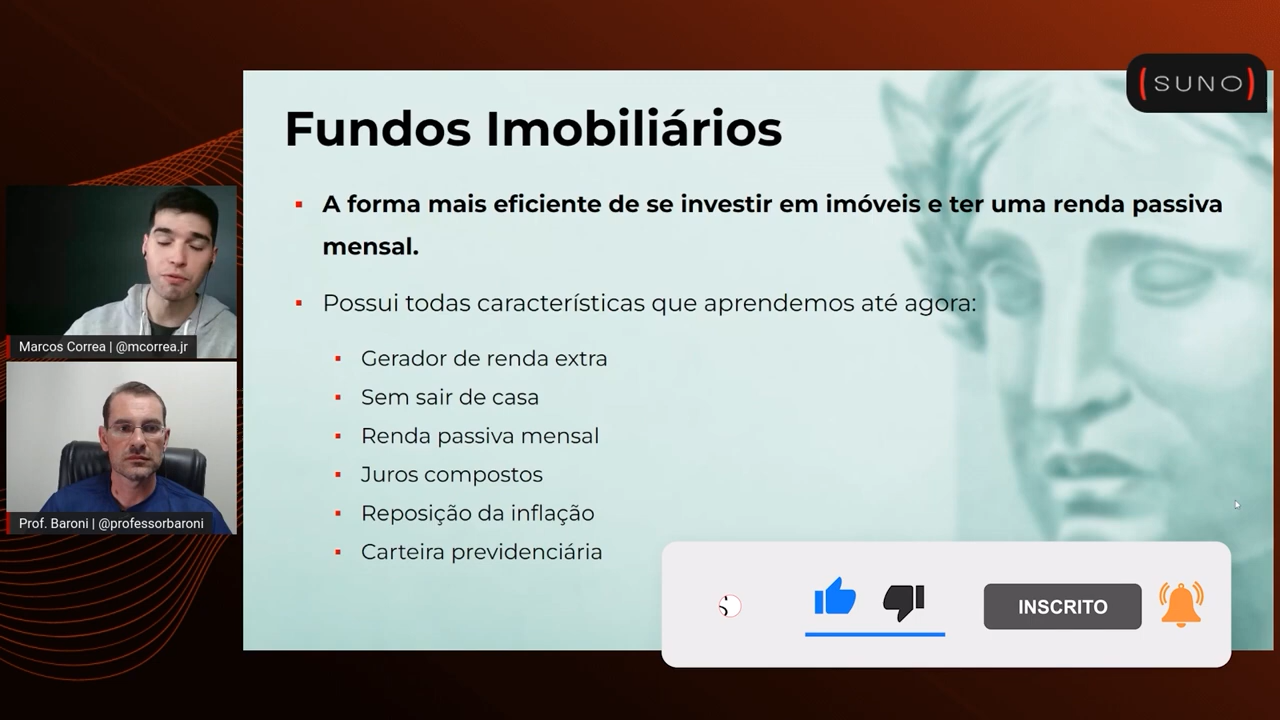 (SUNO)
Fundos Imobiliários
▪ A forma mais eficiente de se investir em imóveis e ter uma renda passiva
mensal.
▪ Possui todas características que aprendemos até agora:
▪ Gerador de renda extra
▪ Sem sair de casa
▪ Renda passiva mensal
▪ Juros compostos
▪ Reposição da inflação
▪ Carteira previdenciária
Marcos Correa | @mcorrea.jr
Prof. Baroni | @professorbaroni
INSCRITO